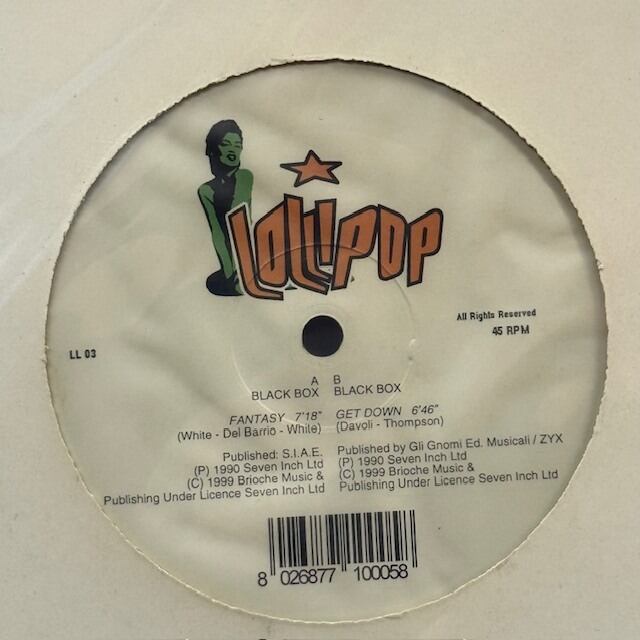 LOLLIPOP
All Rights Reserved
45 RPM
LL 03
A
BLACK BOX
FANTASY 7'18"
(White - Del Barrio - While)
Published: S.I.A.E.
(P) 1990 Seven Inch Ltd
(C) 1999 Brioche Music &
Publishing Under Licence Seven Inch Ltd
B
BLACK BOX
GET DOWN 6'46"
(Davoli - Thompson)
Published by Gli Gnomi Ed. Musicali / ZYX
(P) 1990 Seven Inch Ltd
(C) 1999 Brioche Music &
Publishing Under Licence Seven Inch Ltd
8 026877 100058